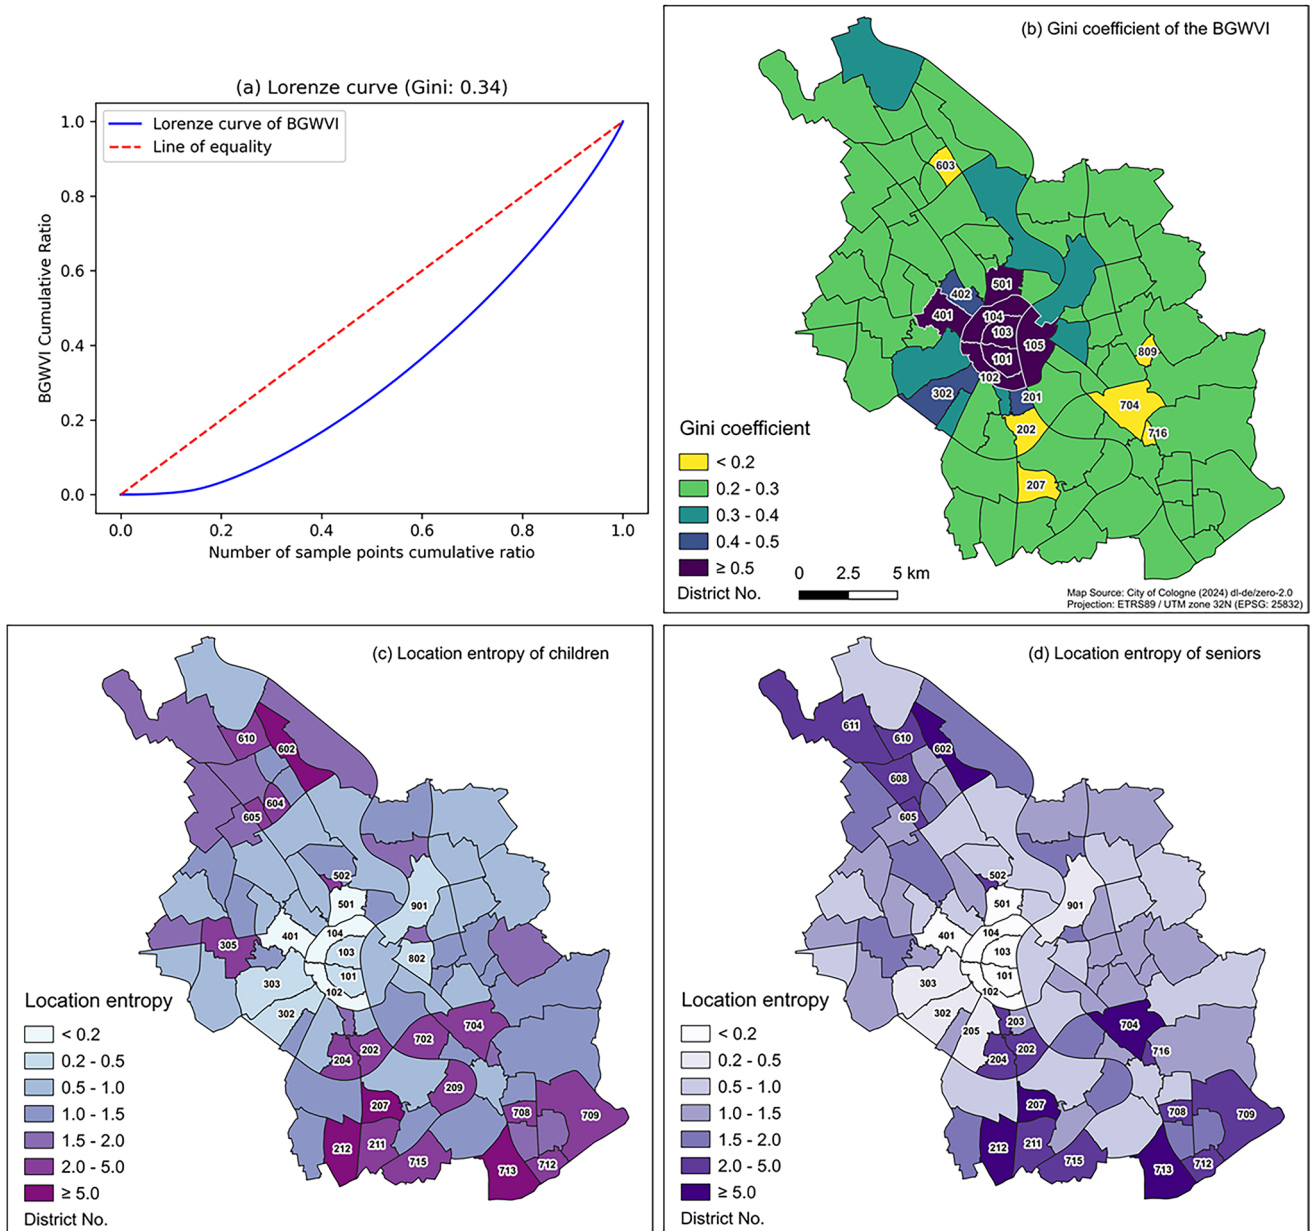 (a) Lorenze curve (Gini: 0.34)
Lorenze curve of BGWVI
Line of equality
BGWVI Cumulative Ratio
1.0
0.8
0.6
0.4
0.2
0.0
0.0 0.2 0.4 0.6 0.8 1.0
Number of sample points cumulative ratio
(b) Gini coefficient of the BGWVI
603
501
402
401
104
103
105
101
102
809
302
201
704
202
716
207
Gini coefficient
< 0.2
0.2 - 0.3
0.3 - 0.4
0.4 - 0.5
≥ 0.5
District No.
0 2.5 5 km
Map Source: City of Cologne (2024) dl-de/zero-2.0
Projection: ETRS89 / UTM zone 32N (EPSG: 25832)
(c) Location entropy of children
610
602
604
605
502
501
901
401
104
305
103
802
101
303
102
302
704
702
202
204
209
207
708
709
211
212
715
712
713
Location entropy
< 0.2
0.2 - 0.5
0.5 - 1.0
1.0 - 1.5
1.5 - 2.0
2.0 - 5.0
≥ 5.0
District No.
(d) Location entropy of seniors
611
610
602
608
605
502
501
901
401
104
103
101
303
102
302
203
704
205
202
716
204
207
708
709
211
212
715
712
713
Location entropy
< 0.2
0.2 - 0.5
0.5 - 1.0
1.0 - 1.5
1.5 - 2.0
2.0 - 5.0
≥ 5.0
District No.